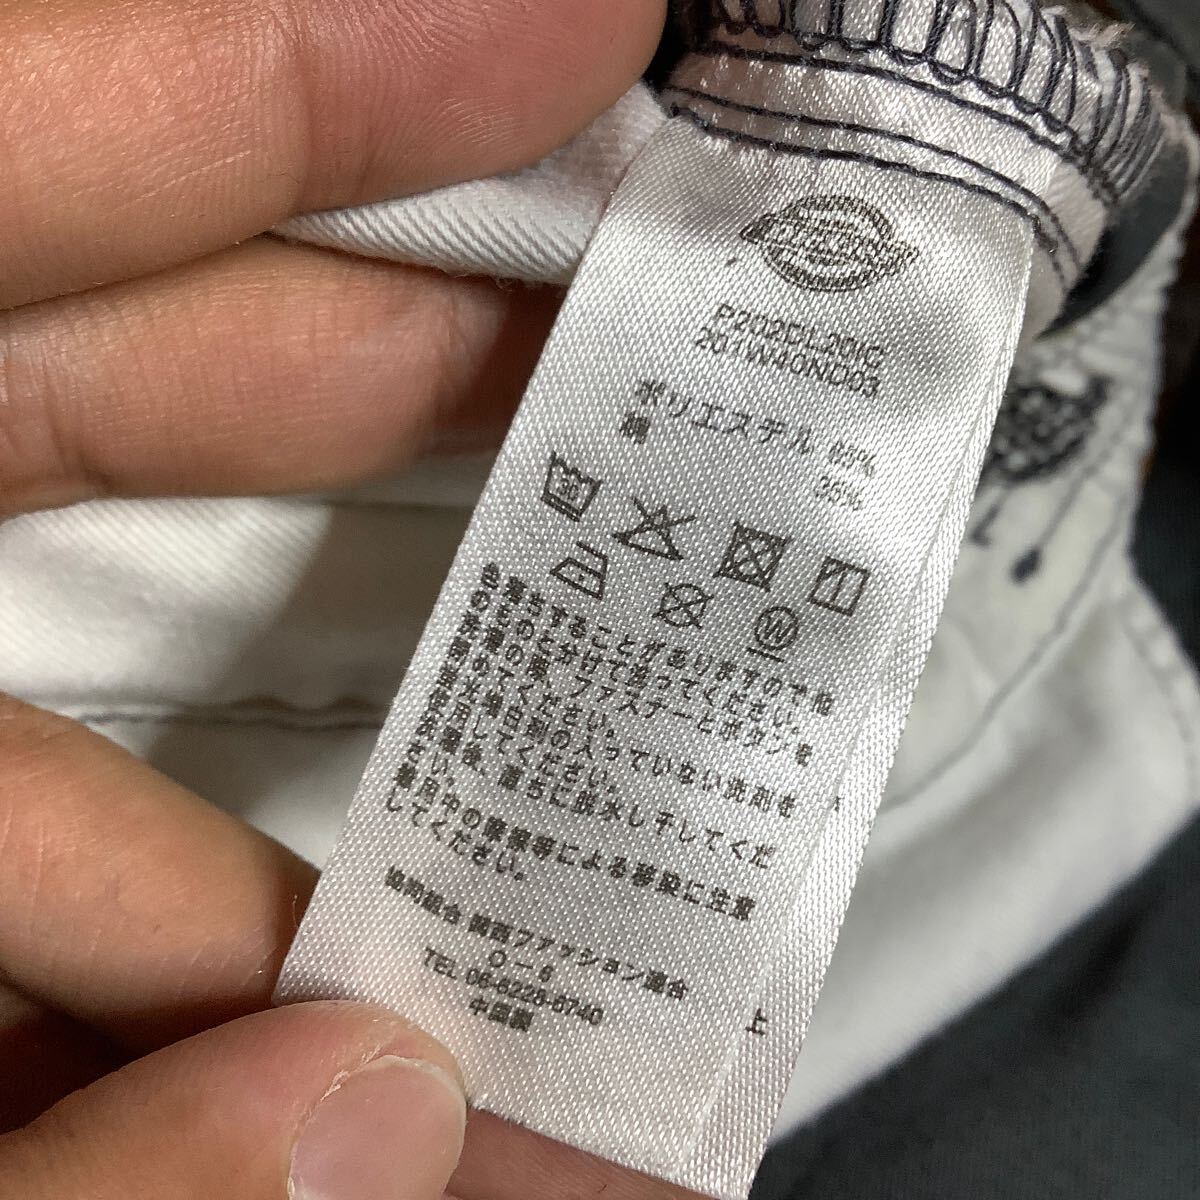 201WN40ND03
ポリエステル 65%
綿 35%
W
色落ちすることがありますので他
のものと分けて洗ってください。
洗濯の際、ファスナーとボタンを
閉めてください。
蛍光増白剤の入っていない洗剤を
お使いください。
洗濯後、直ちに脱水し干してくだ
さい。
着用中の摩擦等による移染に注意
してください。
協同組合 関西ファッション連合
O-6
TEL 06-6228-6740
中国製
上